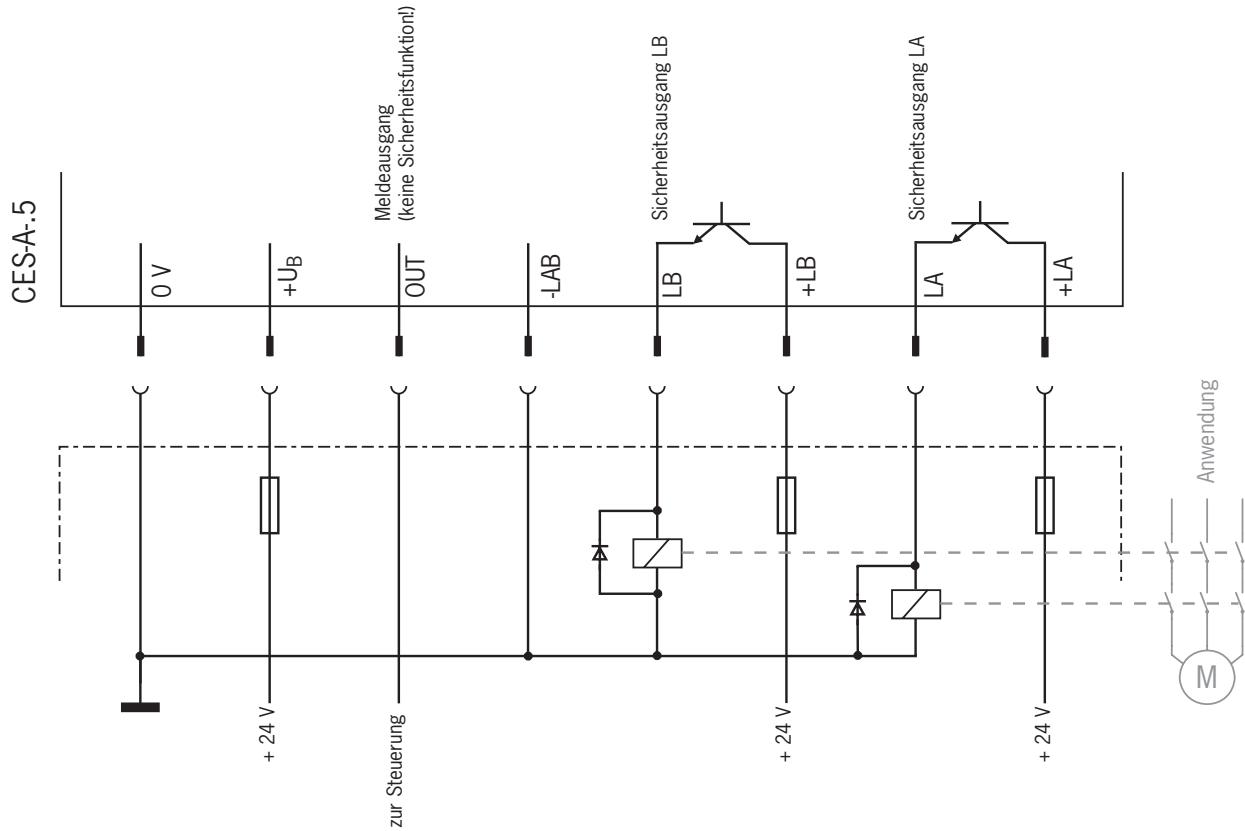 CES-A-.5
0 V
+UB
OUT
-LAB
LB
+LB
LA
+LA
Meldeausgang
(keine Sicherheitsfunktion!)
Sicherheitsausgang LB
Sicherheitsausgang LA
+ 24 V
zur Steuerung
+ 24 V
+ 24 V
Anwendung
M